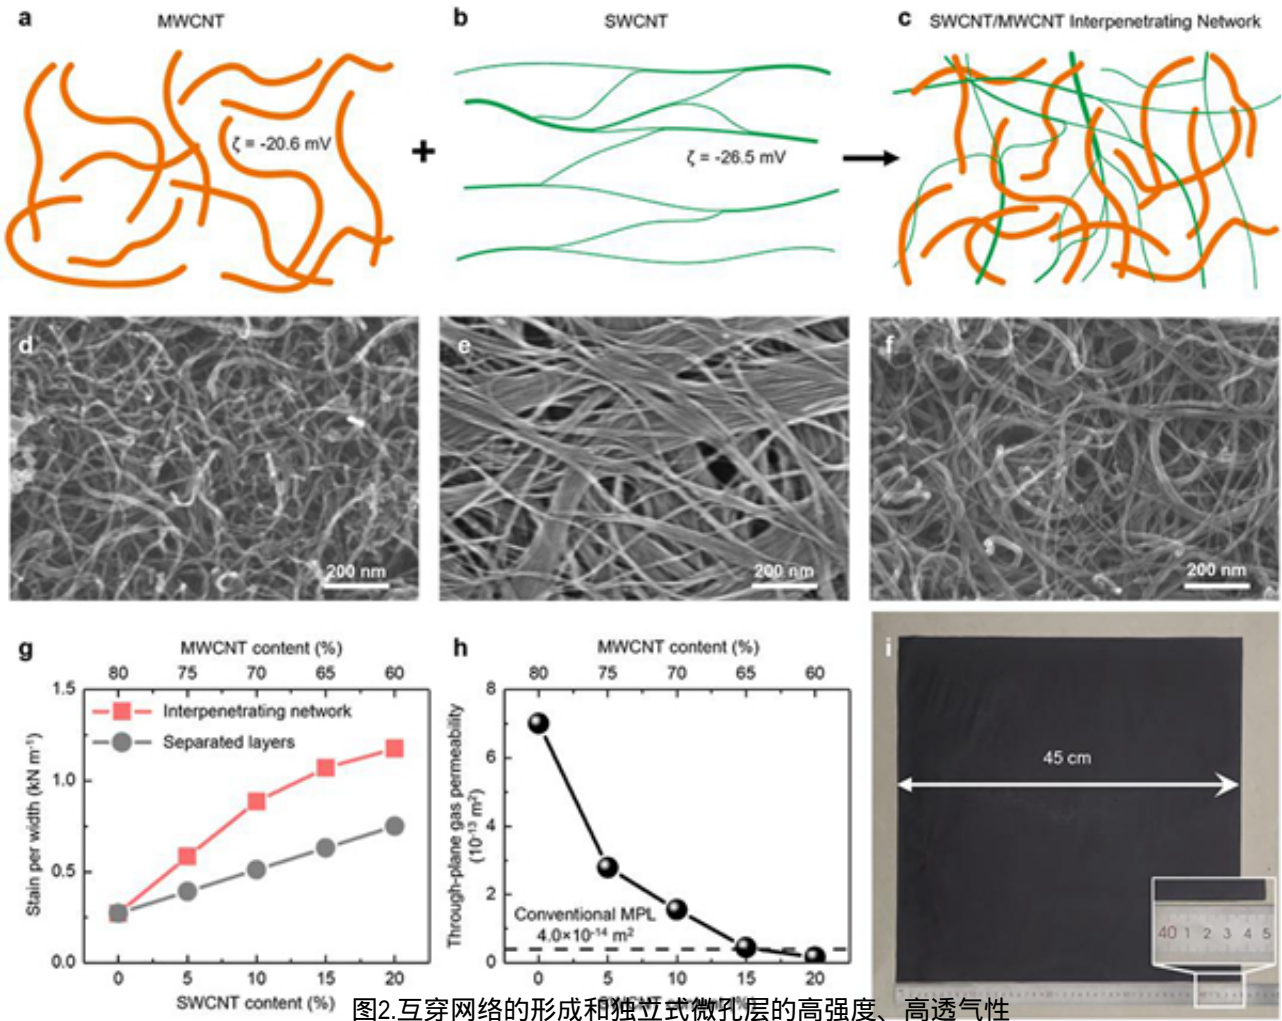 a MWCNT
ζ = -20.6 mV
+
b SWCNT
ζ = -26.5 mV
c SWCNT/MWCNT Interpenetrating Network
d
200 nm
e
200 nm
f
200 nm
g MWCNT content (%)
80 75 70 65 60
1.5
1.0
0.5
0.0
Stain per width (kN m⁻¹)
Interpenetrating network
Separated layers
0 5 10 15 20
SWCNT content (%)
h MWCNT content (%)
80 75 70 65 60
8
6
4
2
0
Through-plane gas permeability
(10⁻¹³ m²)
Conventional MPL
4.0×10⁻¹⁴ m²
0 5 10 15 20
SWCNT content (%)
i
45 cm
40 1 2 3 4 5
图2.互穿网络的形成和独立式微孔层的高强度、高透气性